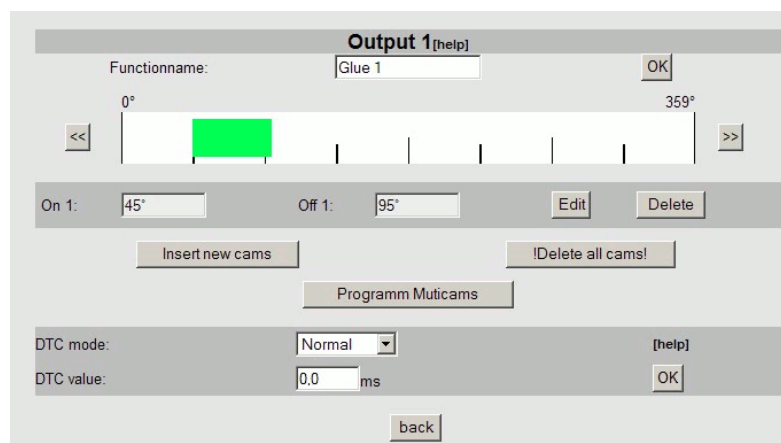 Output 1[help]
Functionname: Glue 1 OK
0° 359°
<< >>
On 1: 45° Off 1: 95° Edit Delete
Insert new cams !Delete all cams!
Programm Muticams
DTC mode: Normal [help]
DTC value: 0,0 ms OK
back